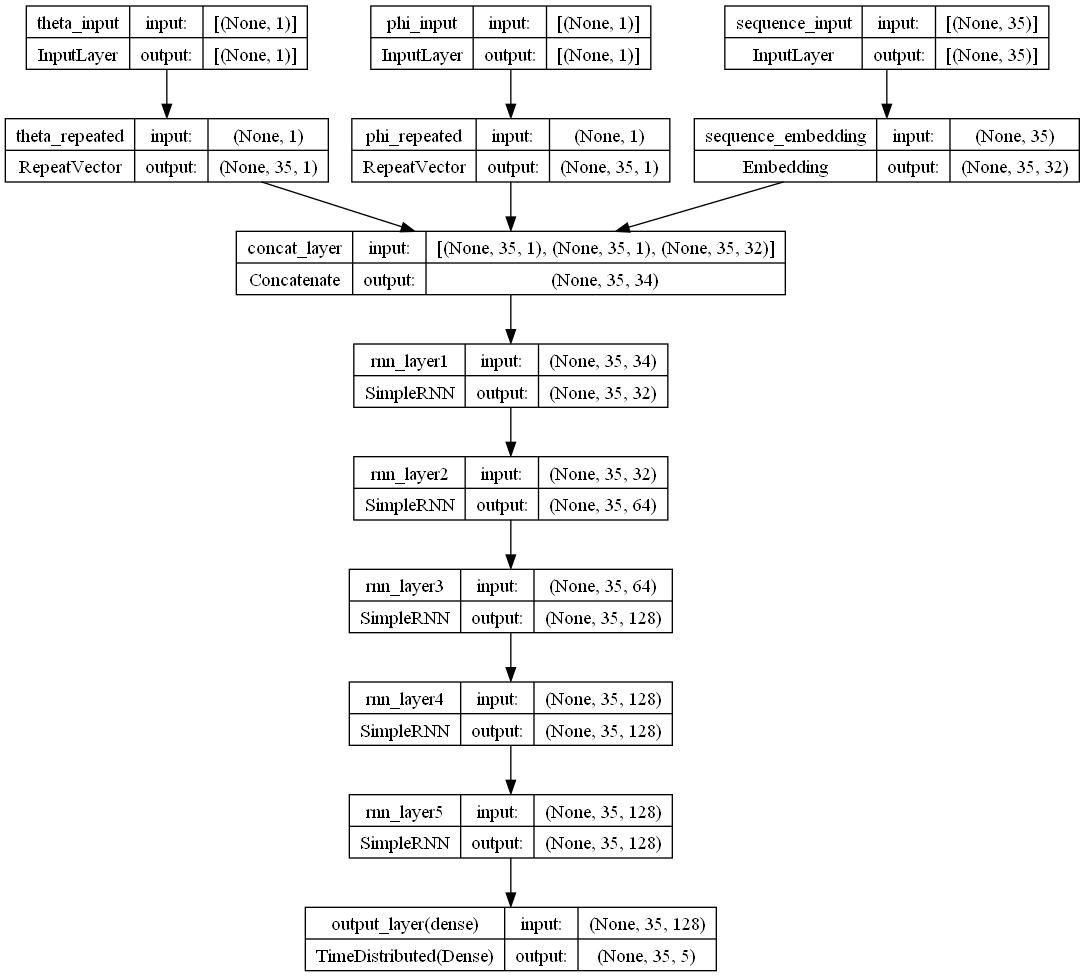 theta_input input: [(None, 1)]
InputLayer output: [(None, 1)]
phi_input input: [(None, 1)]
InputLayer output: [(None, 1)]
sequence_input input: [(None, 35)]
InputLayer output: [(None, 35)]
theta_repeated input: (None, 1)
RepeatVector output: (None, 35, 1)
phi_repeated input: (None, 1)
RepeatVector output: (None, 35, 1)
sequence_embedding input: (None, 35)
Embedding output: (None, 35, 32)
concat_layer input: [(None, 35, 1), (None, 35, 1), (None, 35, 32)]
Concatenate output: (None, 35, 34)
rnn_layer1 input: (None, 35, 34)
SimpleRNN output: (None, 35, 32)
rnn_layer2 input: (None, 35, 32)
SimpleRNN output: (None, 35, 64)
rnn_layer3 input: (None, 35, 64)
SimpleRNN output: (None, 35, 128)
rnn_layer4 input: (None, 35, 128)
SimpleRNN output: (None, 35, 128)
rnn_layer5 input: (None, 35, 128)
SimpleRNN output: (None, 35, 128)
output_layer(dense) input: (None, 35, 128)
TimeDistributed(Dense) output: (None, 35, 5)